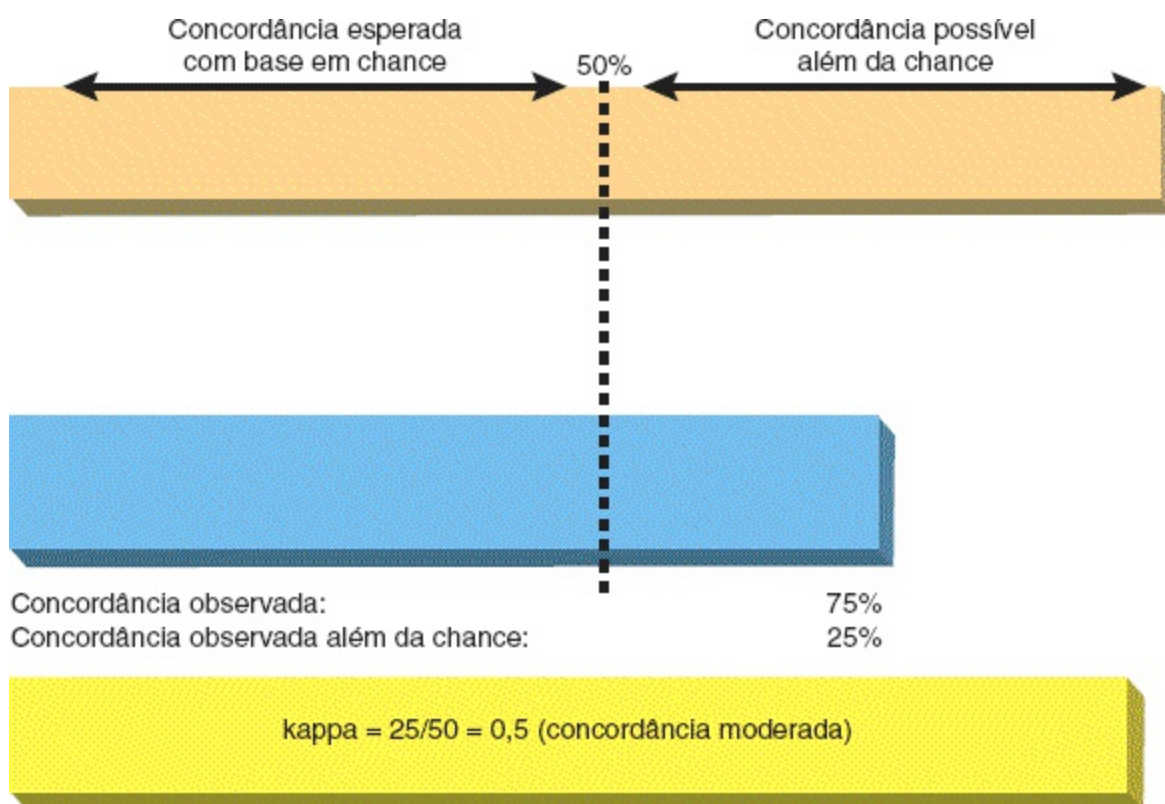 Concordância esperada
com base em chance
50%
Concordância possível
além da chance
Concordância observada: 75%
Concordância observada além da chance: 25%
kappa = 25/50 = 0,5 (concordância moderada)